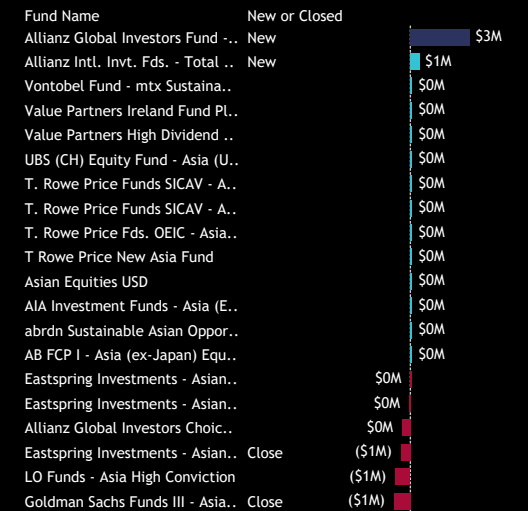 Fund Name New or Closed
Allianz Global Investors Fund -.. New $3M
Allianz Intl. Invt. Fds. - Total .. New $1M
Vontobel Fund - mtx Sustaina.. $0M
Value Partners Ireland Fund Pl.. $0M
Value Partners High Dividend .. $0M
UBS (CH) Equity Fund - Asia (U.. $0M
T. Rowe Price Funds SICAV - A.. $0M
T. Rowe Price Funds SICAV - A.. $0M
T. Rowe Price Fds. OEIC - Asia.. $0M
T Rowe Price New Asia Fund $0M
Asian Equities USD $0M
AIA Investment Funds - Asia (E.. $0M
abrdn Sustainable Asian Oppor.. $0M
AB FCP I - Asia (ex-Japan) Equ.. $0M
Eastspring Investments - Asian.. $0M
Eastspring Investments - Asian.. $0M
Allianz Global Investors Choic.. $0M
Eastspring Investments - Asian.. Close ($1M)
LO Funds - Asia High Conviction ($1M)
Goldman Sachs Funds III - Asia.. Close ($1M)